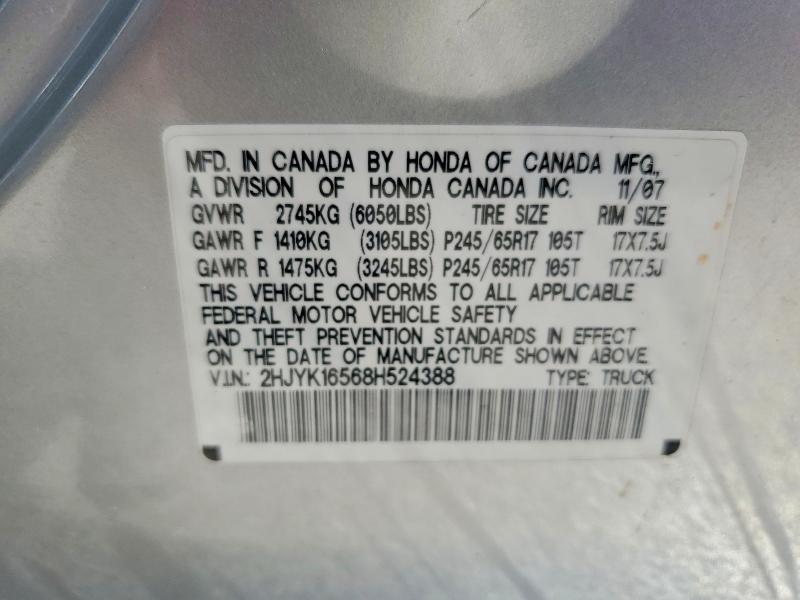 MFD. IN CANADA BY HONDA OF CANADA MFG.,
A DIVISION OF HONDA CANADA INC. 11/07
GVWR 2745KG (6050LBS) TIRE SIZE RIM SIZE
GAWR F 1410KG (3105LBS) P245/65R17 105T 17X7.5J
GAWR R 1475KG (3245LBS) P245/65R17 105T 17X7.5J
THIS VEHICLE CONFORMS TO ALL APPLICABLE
FEDERAL MOTOR VEHICLE SAFETY
AND THEFT PREVENTION STANDARDS IN EFFECT
ON THE DATE OF MANUFACTURE SHOWN ABOVE.
V.I.N.: 2HJYK16568H524388 TYPE: TRUCK